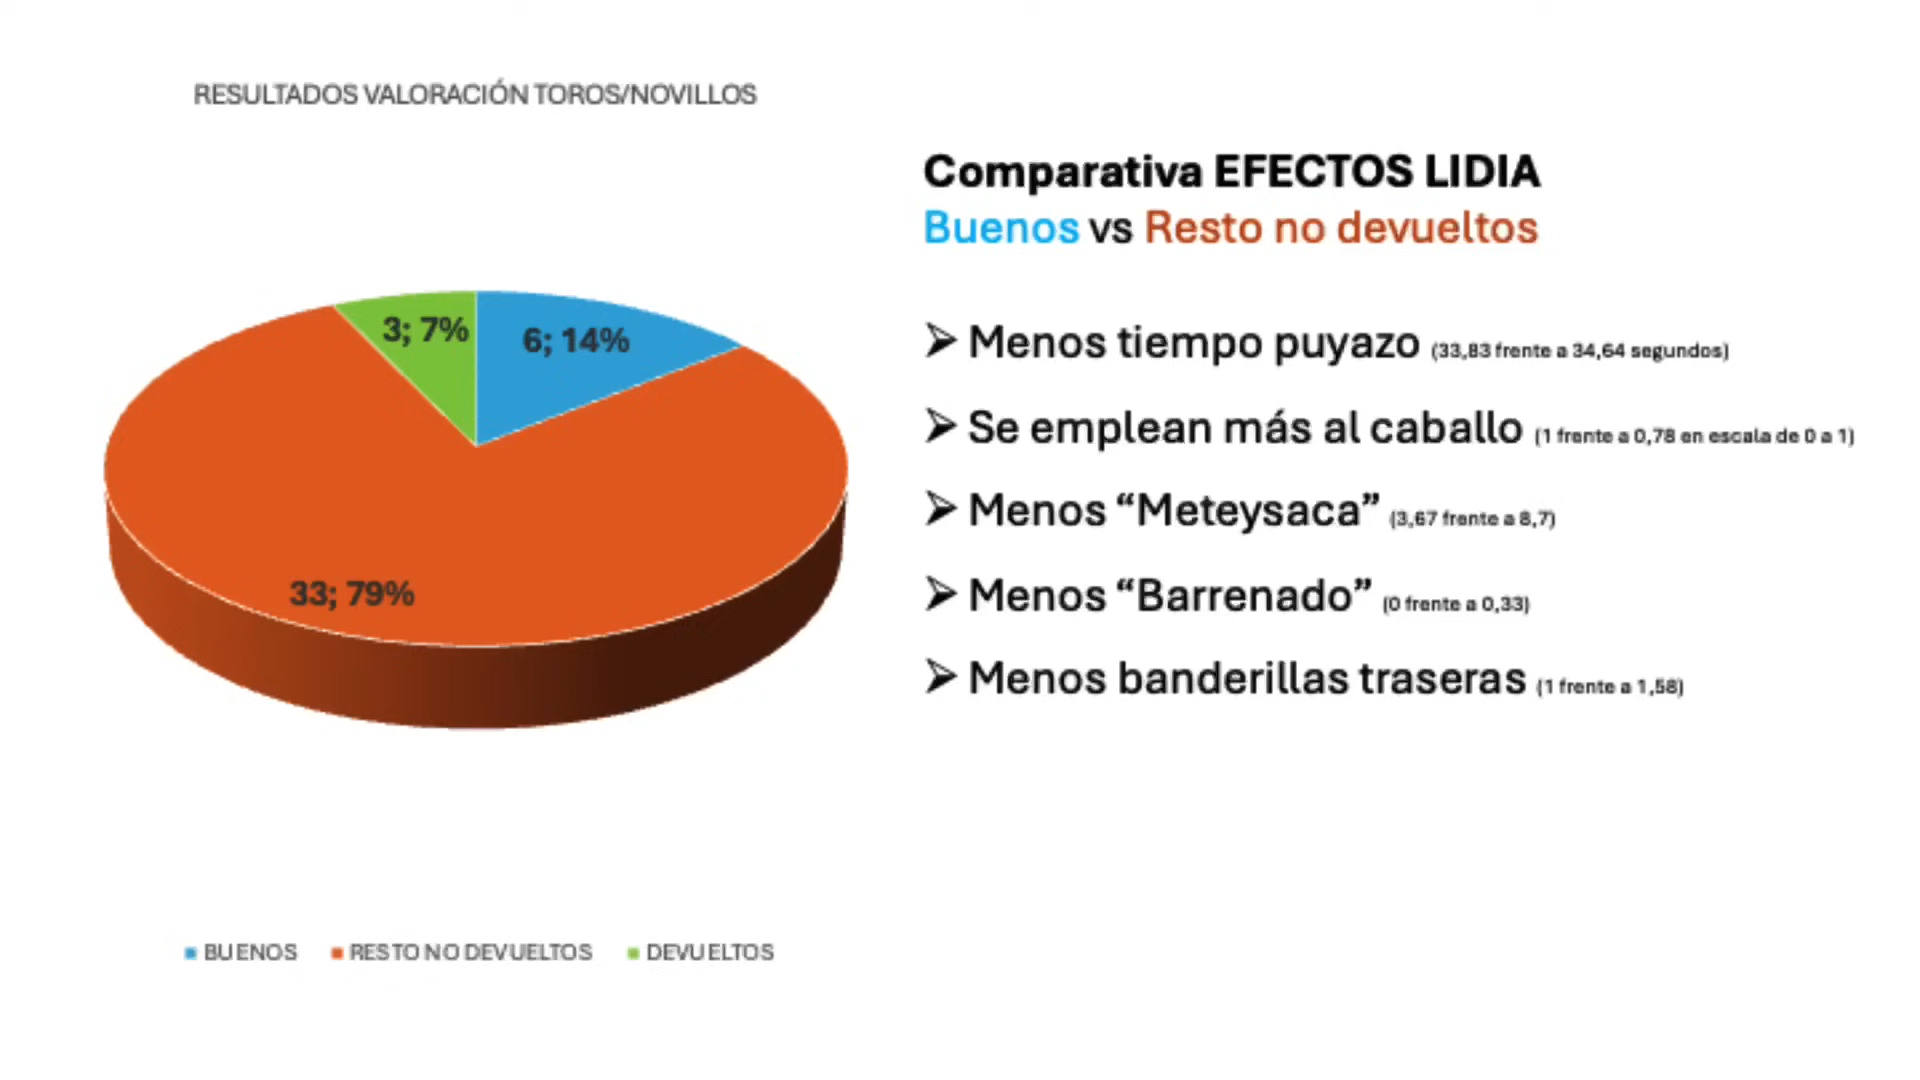 RESULTADOS VALORACIÓN TOROS/NOVILLOS
3; 7%
6; 14%
33; 79%
BUENOS
RESTO NO DEVUELTOS
DEVUELTOS
Comparativa EFECTOS LIDIA
Buenos vs Resto no devueltos
Menos tiempo puyazo (33,83 frente a 34,64 segundos)
Se emplean más al caballo (1 frente a 0,78 en escala de 0 a 1)
Menos “Meteysaca” (3,67 frente a 8,7)
Menos “Barrenado” (0 frente a 0,33)
Menos banderillas traseras (1 frente a 1,58)